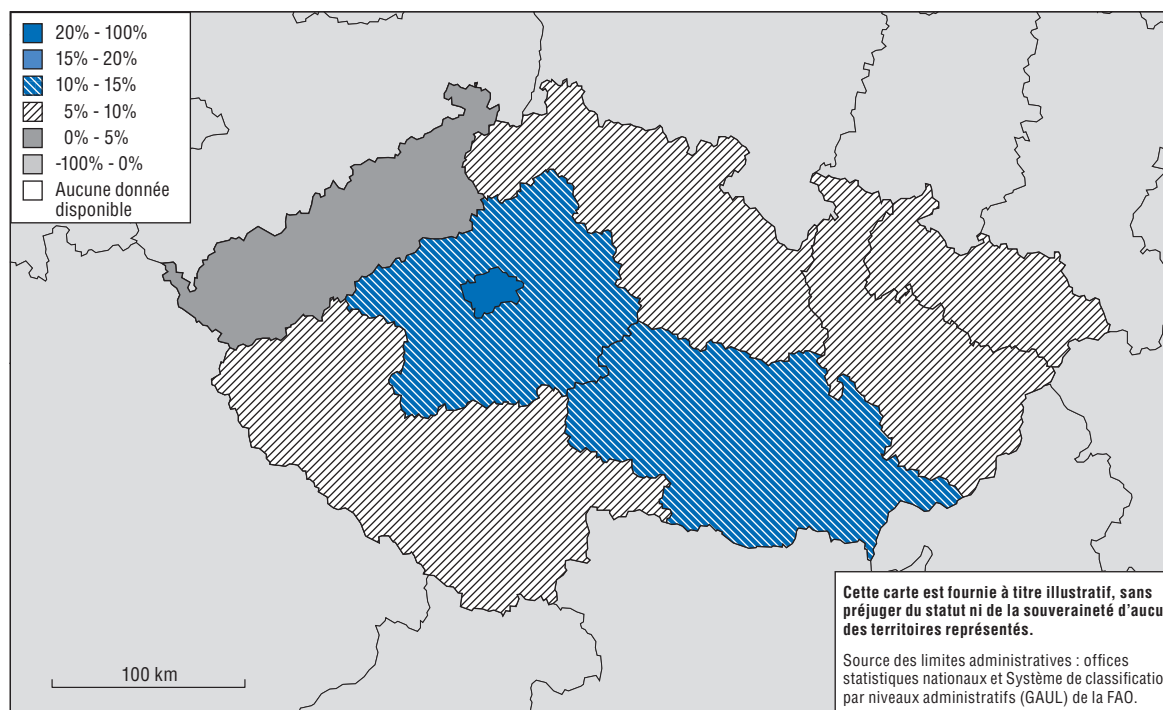 20% - 100%
15% - 20%
10% - 15%
5% - 10%
0% - 5%
-100% - 0%
Aucune donnée
disponible
100 km
Cette carte est fournie à titre illustratif, sans
préjuger du statut ni de la souveraineté d’aucu
des territoires représentés.
Source des limites administratives : offices
statistiques nationaux et Système de classificatio
par niveaux administratifs (GAUL) de la FAO.